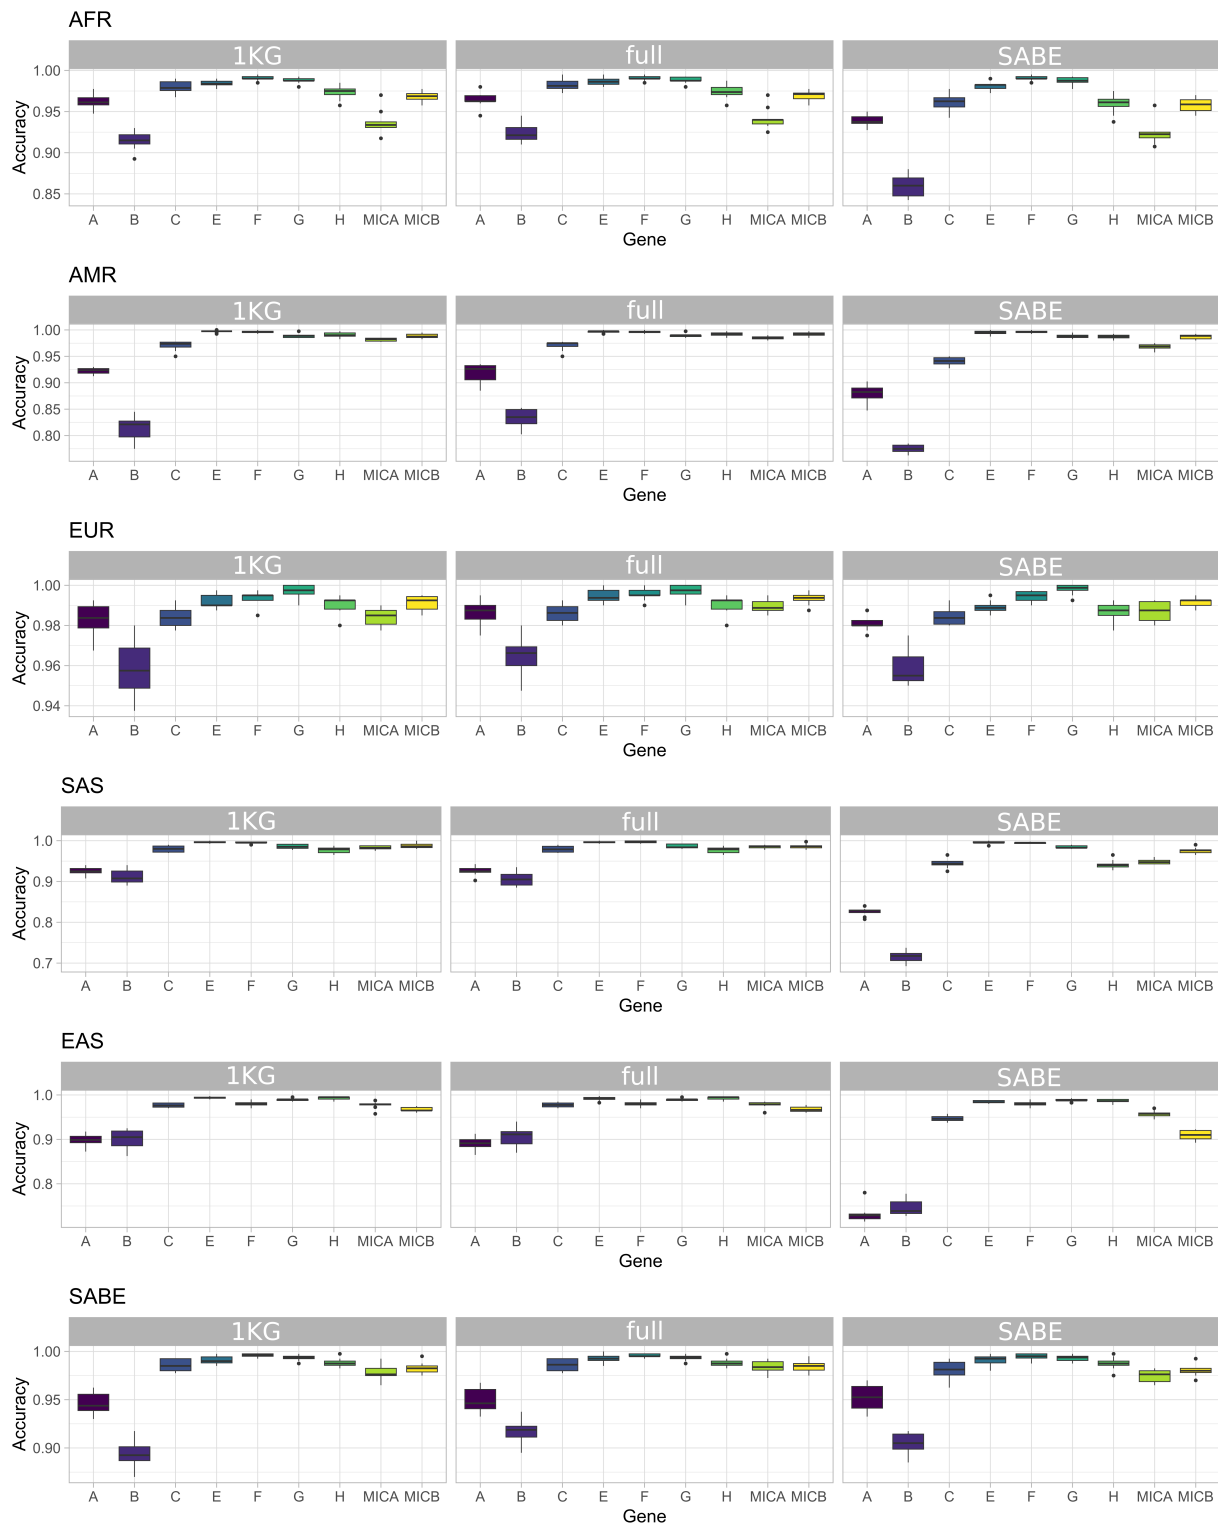 AFR
1KG full SABE
Accuracy
1.00
0.95
0.90
0.85
A B C E F G H MICA MICB A B C E F G H MICA MICB A B C E F G H MICA MICB
Gene
AMR
1KG full SABE
Accuracy
1.00
0.95
0.90
0.85
0.80
A B C E F G H MICA MICB A B C E F G H MICA MICB A B C E F G H MICA MICB
Gene
EUR
1KG full SABE
Accuracy
1.00
0.98
0.96
0.94
A B C E F G H MICA MICB A B C E F G H MICA MICB A B C E F G H MICA MICB
Gene
SAS
1KG full SABE
Accuracy
1.0
0.9
0.8
0.7
A B C E F G H MICA MICB A B C E F G H MICA MICB A B C E F G H MICA MICB
Gene
EAS
1KG full SABE
Accuracy
1.0
0.9
0.8
A B C E F G H MICA MICB A B C E F G H MICA MICB A B C E F G H MICA MICB
Gene
SABE
1KG full SABE
Accuracy
1.00
0.95
0.90
A B C E F G H MICA MICB A B C E F G H MICA MICB A B C E F G H MICA MICB
Gene